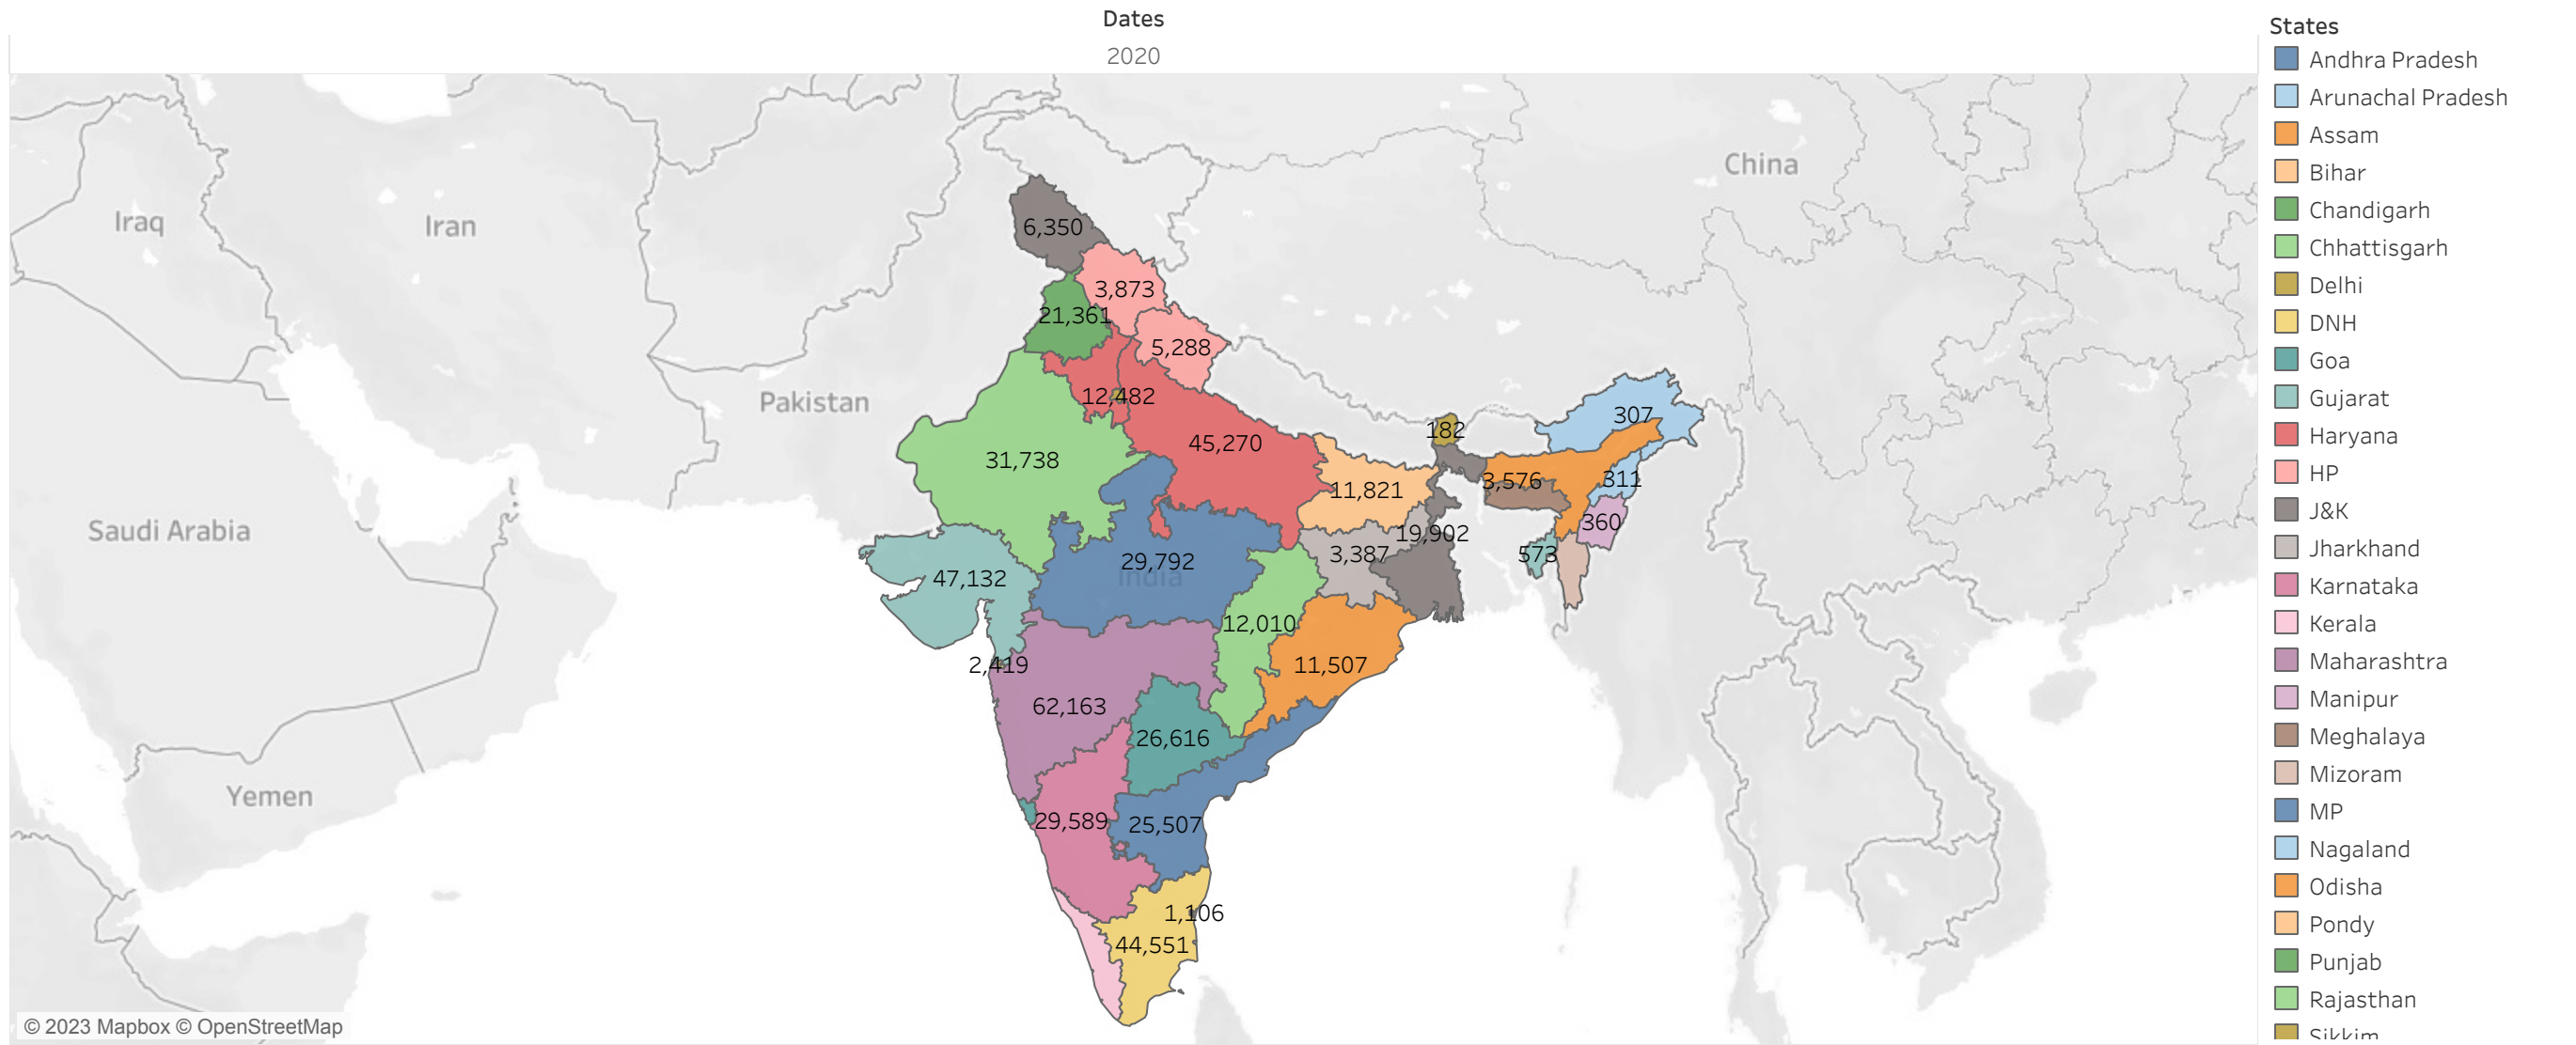 Dates
2020
States
Andhra Pradesh
Arunachal Pradesh
Assam
Bihar
Chandigarh
Chhattisgarh
Delhi
DNH
Goa
Gujarat
Haryana
HP
J&K
Jharkhand
Karnataka
Kerala
Maharashtra
Manipur
Meghalaya
Mizoram
MP
Nagaland
Odisha
Pondy
Punjab
Rajasthan
Sikkim
China
Iraq
Iran
6,350
3,873
21,361
5,288
Pakistan
12,482
307
182
45,270
31,738
311
3,576
11,821
360
Saudi Arabia
19,902
573
3,387
29,792
India
47,132
12,010
2,419
11,507
62,163
26,616
Yemen
29,589
25,507
1,106
44,551
© 2023 Mapbox © OpenStreetMap